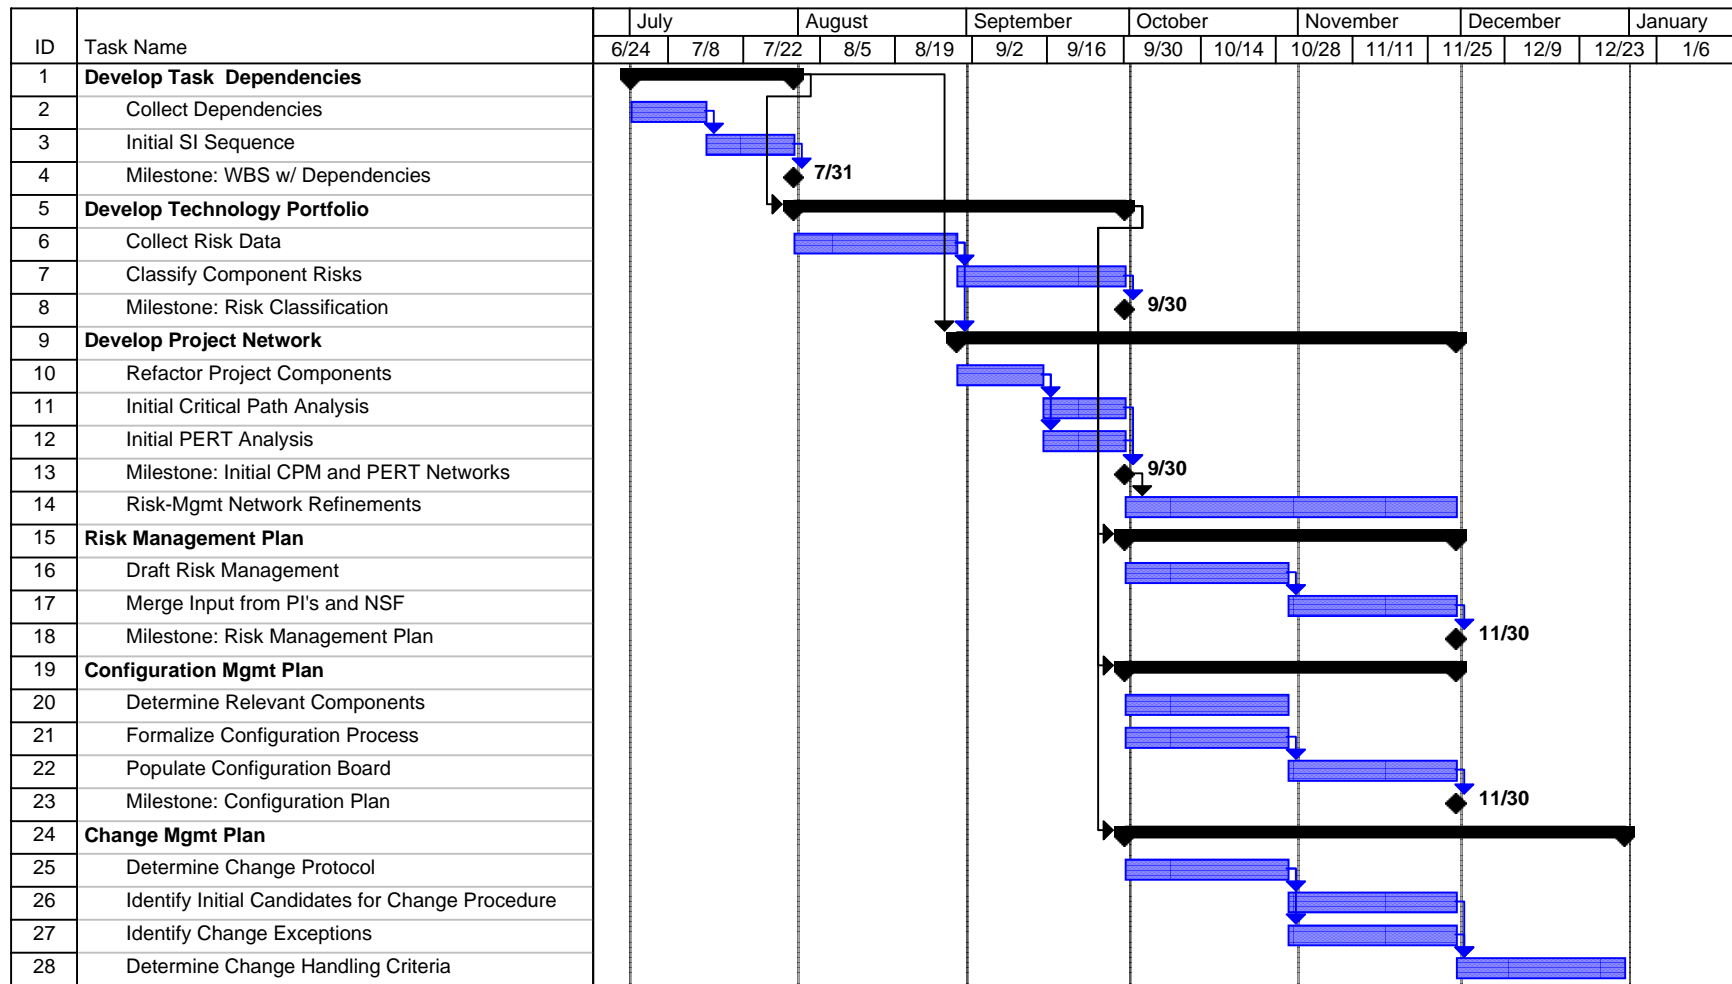 July August September October November December January
ID Task Name 6/24 7/8 7/22 8/5 8/19 9/2 9/16 9/30 10/14 10/28 11/11 11/25 12/9 12/23 1/6
1 Develop Task Dependencies
2 Collect Dependencies
3 Initial SI Sequence
4 Milestone: WBS w/ Dependencies 7/31
5 Develop Technology Portfolio
6 Collect Risk Data
7 Classify Component Risks
8 Milestone: Risk Classification 9/30
9 Develop Project Network
10 Refactor Project Components
11 Initial Critical Path Analysis
12 Initial PERT Analysis
13 Milestone: Initial CPM and PERT Networks 9/30
14 Risk-Mgmt Network Refinements
15 Risk Management Plan
16 Draft Risk Management
17 Merge Input from PI's and NSF
18 Milestone: Risk Management Plan 11/30
19 Configuration Mgmt Plan
20 Determine Relevant Components
21 Formalize Configuration Process
22 Populate Configuration Board
23 Milestone: Configuration Plan 11/30
24 Change Mgmt Plan
25 Determine Change Protocol
26 Identify Initial Candidates for Change Procedure
27 Identify Change Exceptions
28 Determine Change Handling Criteria